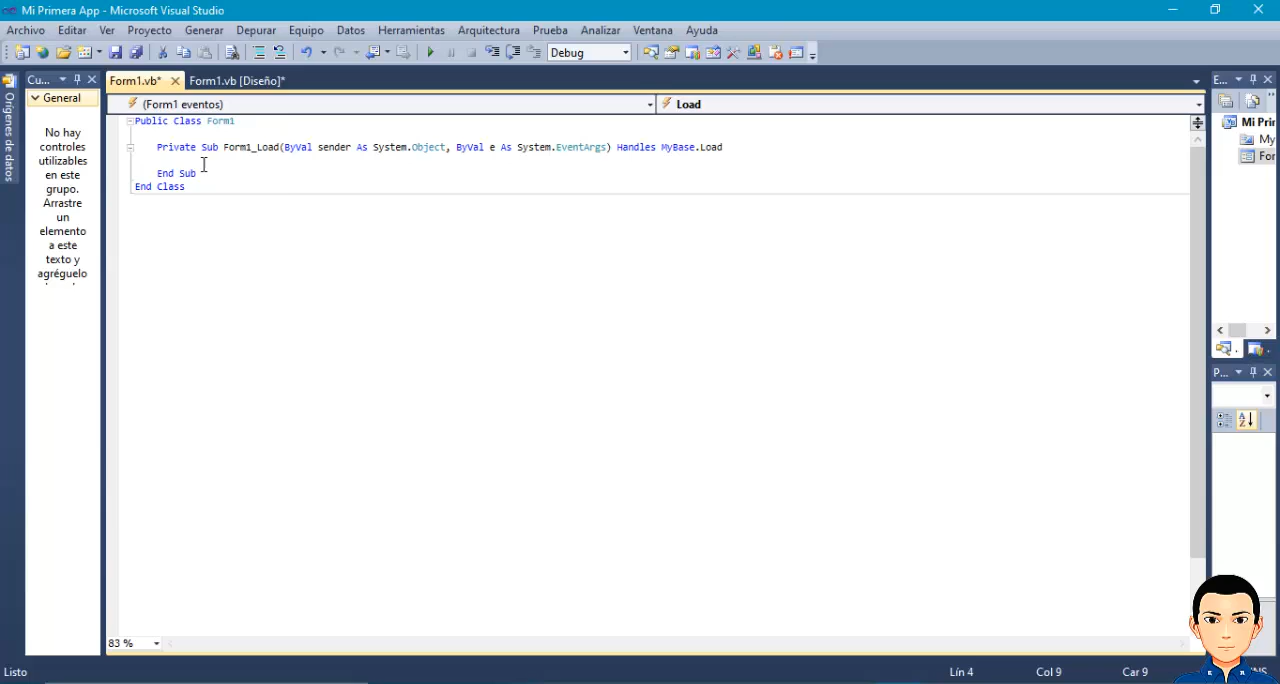 Mi Primera App - Microsoft Visual Studio
Archivo Editar Ver Proyecto Generar Depurar Equipo Datos Herramientas Arquitectura Prueba Analizar Ventana Ayuda
Debug
Orígenes de datos
Cu...
General
No hay
controles
utilizables
en este
grupo.
Arrastre
un
elemento
a este
texto y
agréguelo
Form1.vb* Form1.vb [Diseño]*
(Form1 eventos) Load
Public Class Form1
Private Sub Form1_Load(ByVal sender As System.Object, ByVal e As System.EventArgs) Handles MyBase.Load
End Sub
End Class
83 %
E...
Mi Prir
My
For
P...
Listo Lín 4 Col 9 Car 9